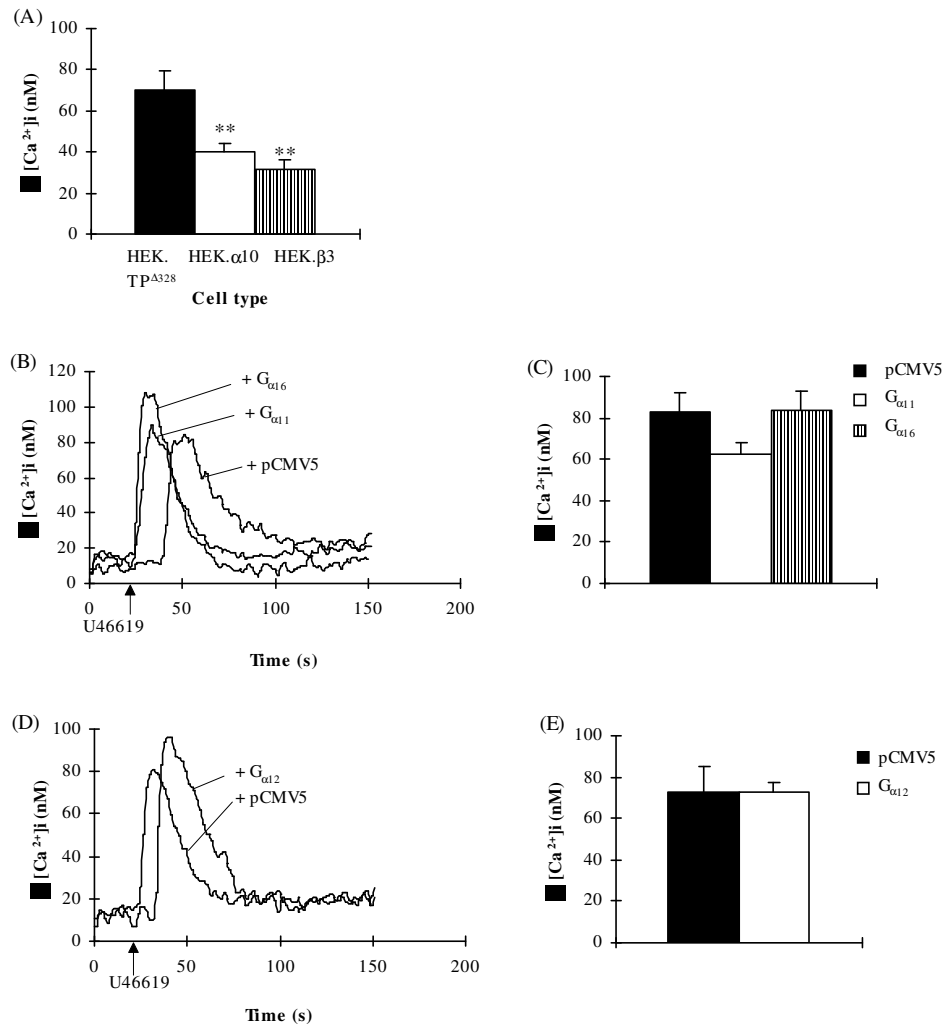 (A)
100
80
60
40
20
0
[Ca²⁺]i (nM)
**
**
HEK.
TP^Δ328
HEK.α10
HEK.β3
Cell type
(B)
120
100
80
60
40
20
0
[Ca²⁺]i (nM)
+ Gα16
+ Gα11
+ pCMV5
0
50
100
150
200
U46619
Time (s)
(C)
100
80
60
40
20
0
[Ca²⁺]i (nM)
pCMV5
Gα11
Gα16
(D)
100
80
60
40
20
0
[Ca²⁺]i (nM)
+ Gα12
+ pCMV5
0
50
100
150
200
U46619
Time (s)
(E)
100
80
60
40
20
0
[Ca²⁺]i (nM)
pCMV5
Gα12